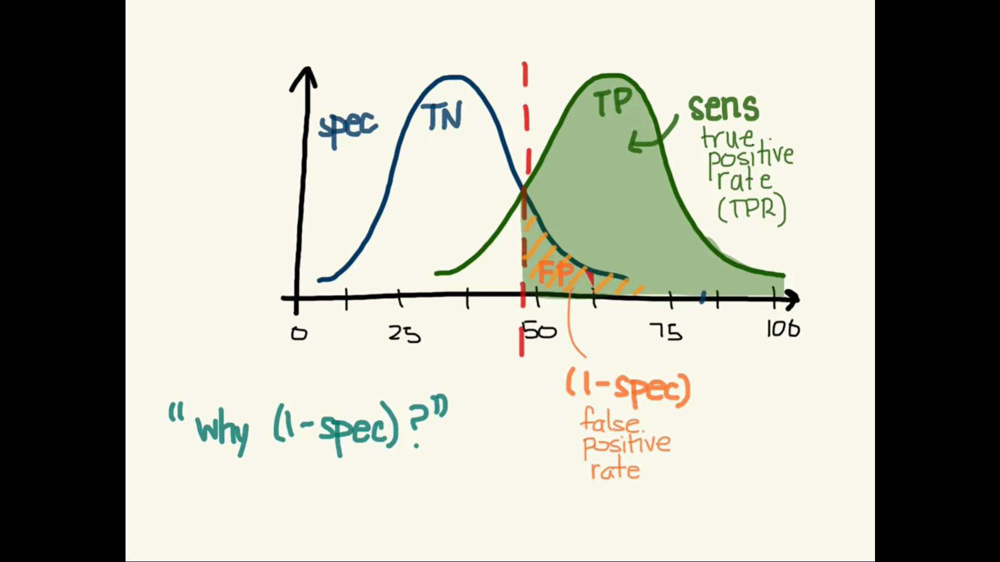 spec
TN
TP
sens
true
positive
rate
(TPR)
FP
0
25
50
75
100
(1-spec)
false
positive
rate
"why (1-spec)?"